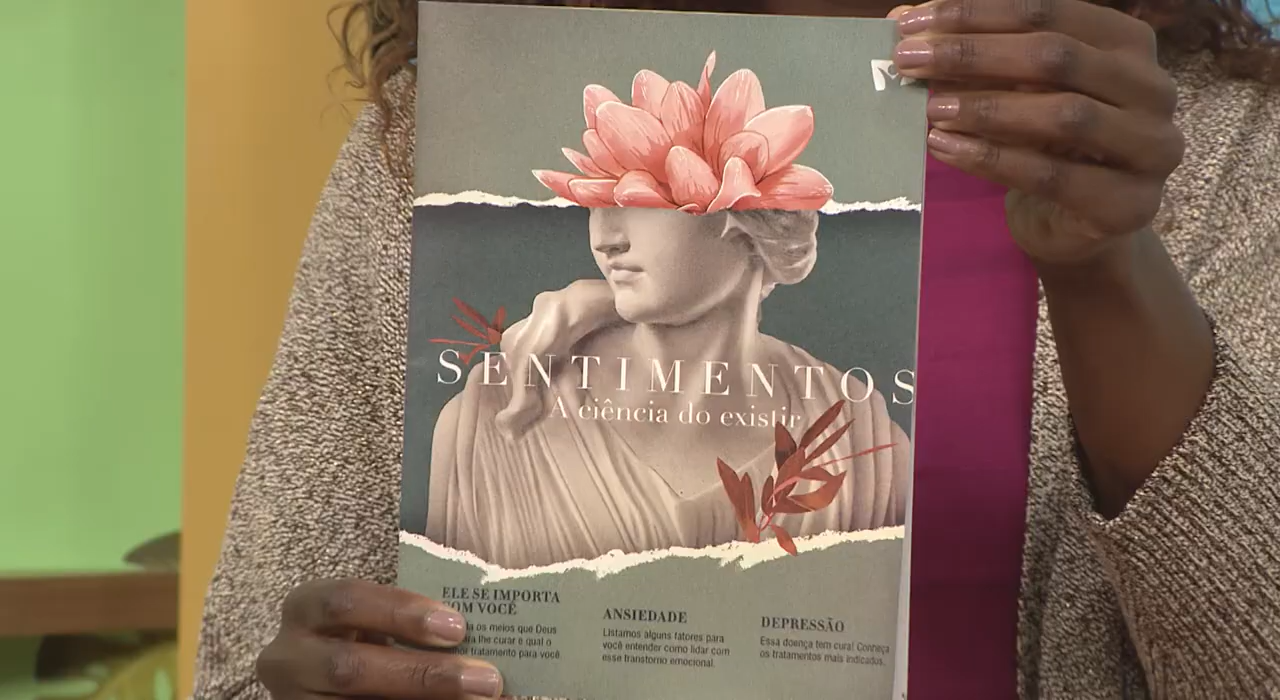 SENTIMENTOS
A ciência do existir
ELE SE IMPORTA
COM VOCÊ
os meios que Deus
lhe curar e qual o
tratamento para você
ANSIEDADE
Listamos alguns fatores para
você entender como lidar com
esse transtorno emocional.
DEPRESSÃO
Essa doença tem cura! Conheça
os tratamentos mais indicados.